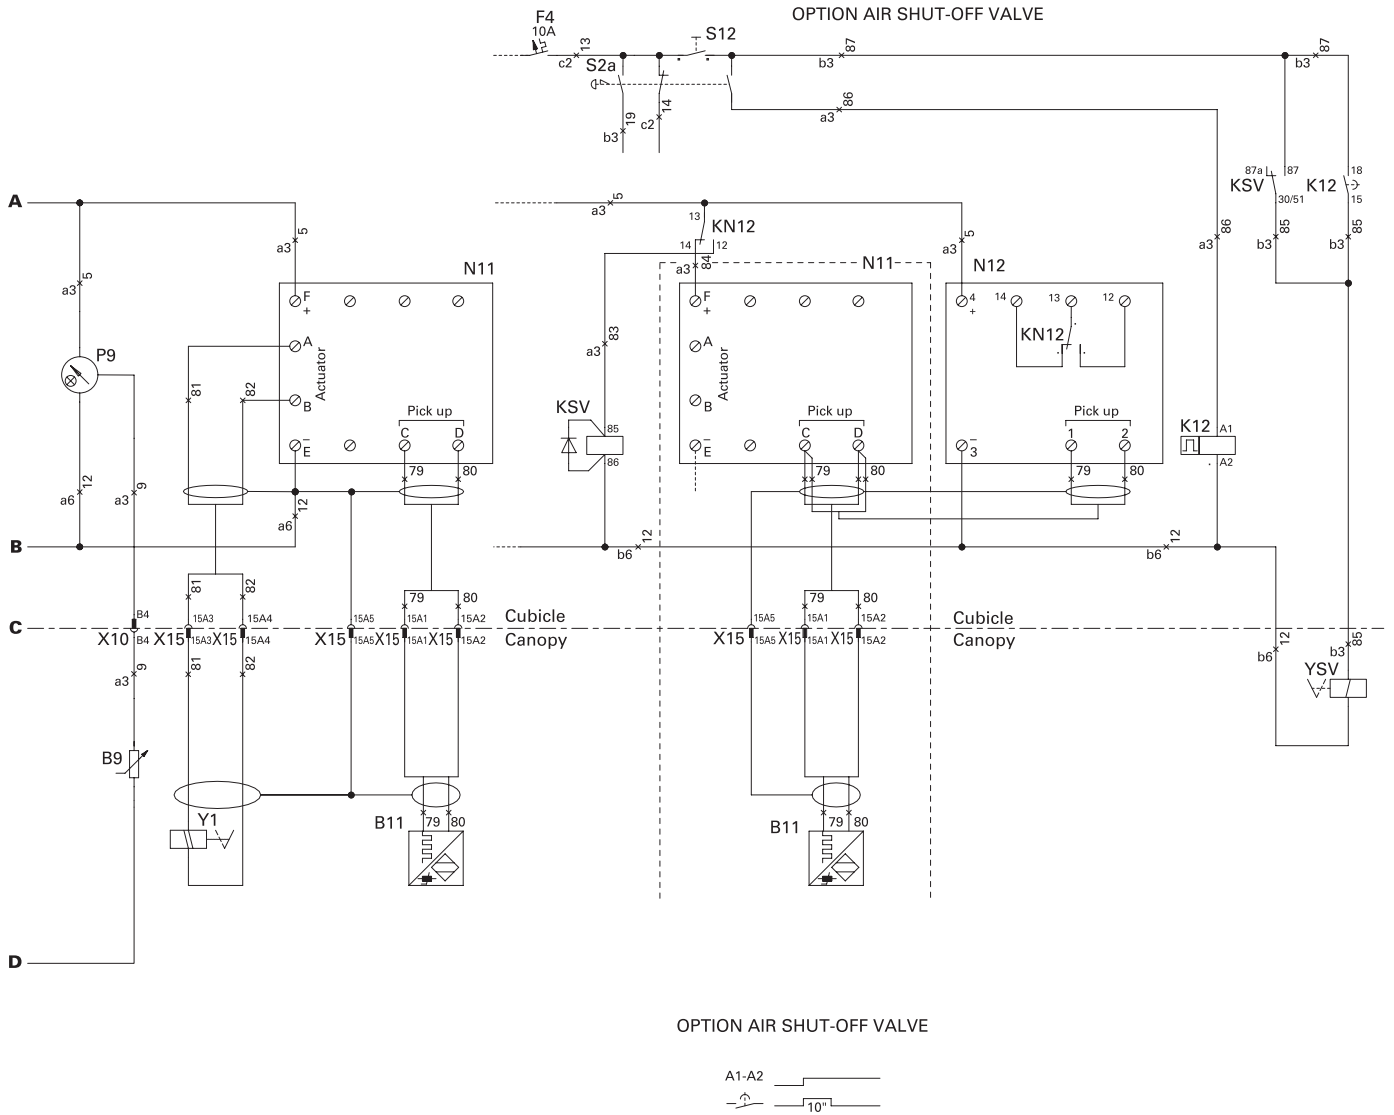 OPTION AIR SHUT-OFF VALVE
F4
10A
13
c2
S12
87
b3
87
b3
S2a
86
a3
19
b3
14
c2
87a 87
KSV
30/51
18
K12
15
A
5
a3
13
KN12
14 12
84
a3
5
a3
86
a3
85
b3
85
b3
5
a3
5
a3
N11
N11
N12
F
+
A
B
–
E
Actuator
Pick up
C D
79 80
F
+
A
B
–
E
Actuator
Pick up
C D
79 80
4
+
14 13 12
KN12
–
3
Pick up
1 2
79 80
P9
81
82
83
a3
KSV
85
86
K12
A1
A2
12
a6
9
a3
12
a6
B
12
b6
12
b6
81 82
79 80
79 80
C
B4
X10 B4
15A3
X15 15A3
15A4
X15 15A4
15A5
X15 15A5
15A1
X15 15A1
15A2
X15 15A2
Cubicle
Canopy
15A5
X15 15A5
15A1
X15 15A1
15A2
X15 15A2
Cubicle
Canopy
9
a3
81
82
12
b6
85
b3
YSV
B9
Y1
B11
79 80
B11
79 80
D
OPTION AIR SHUT-OFF VALVE
A1-A2
10"